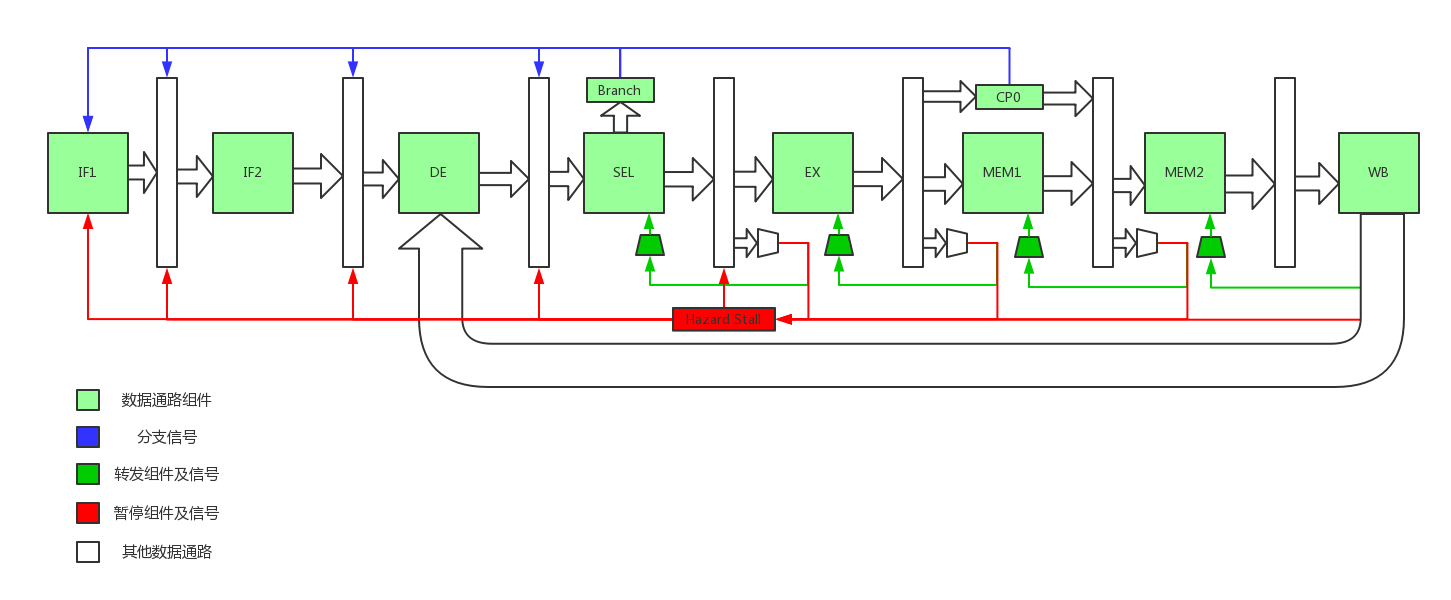 Branch
CP0
IF1
IF2
DE
SEL
EX
MEM1
MEM2
WB
Hazard Stall
数据通路组件
分支信号
转发组件及信号
暂停组件及信号
其他数据通路